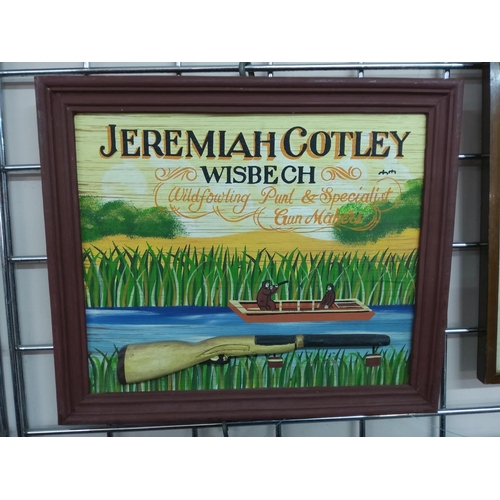 JEREMIAH COTLEY
WISBECH
Wildfowling Punt & Specialist
Gun Makers